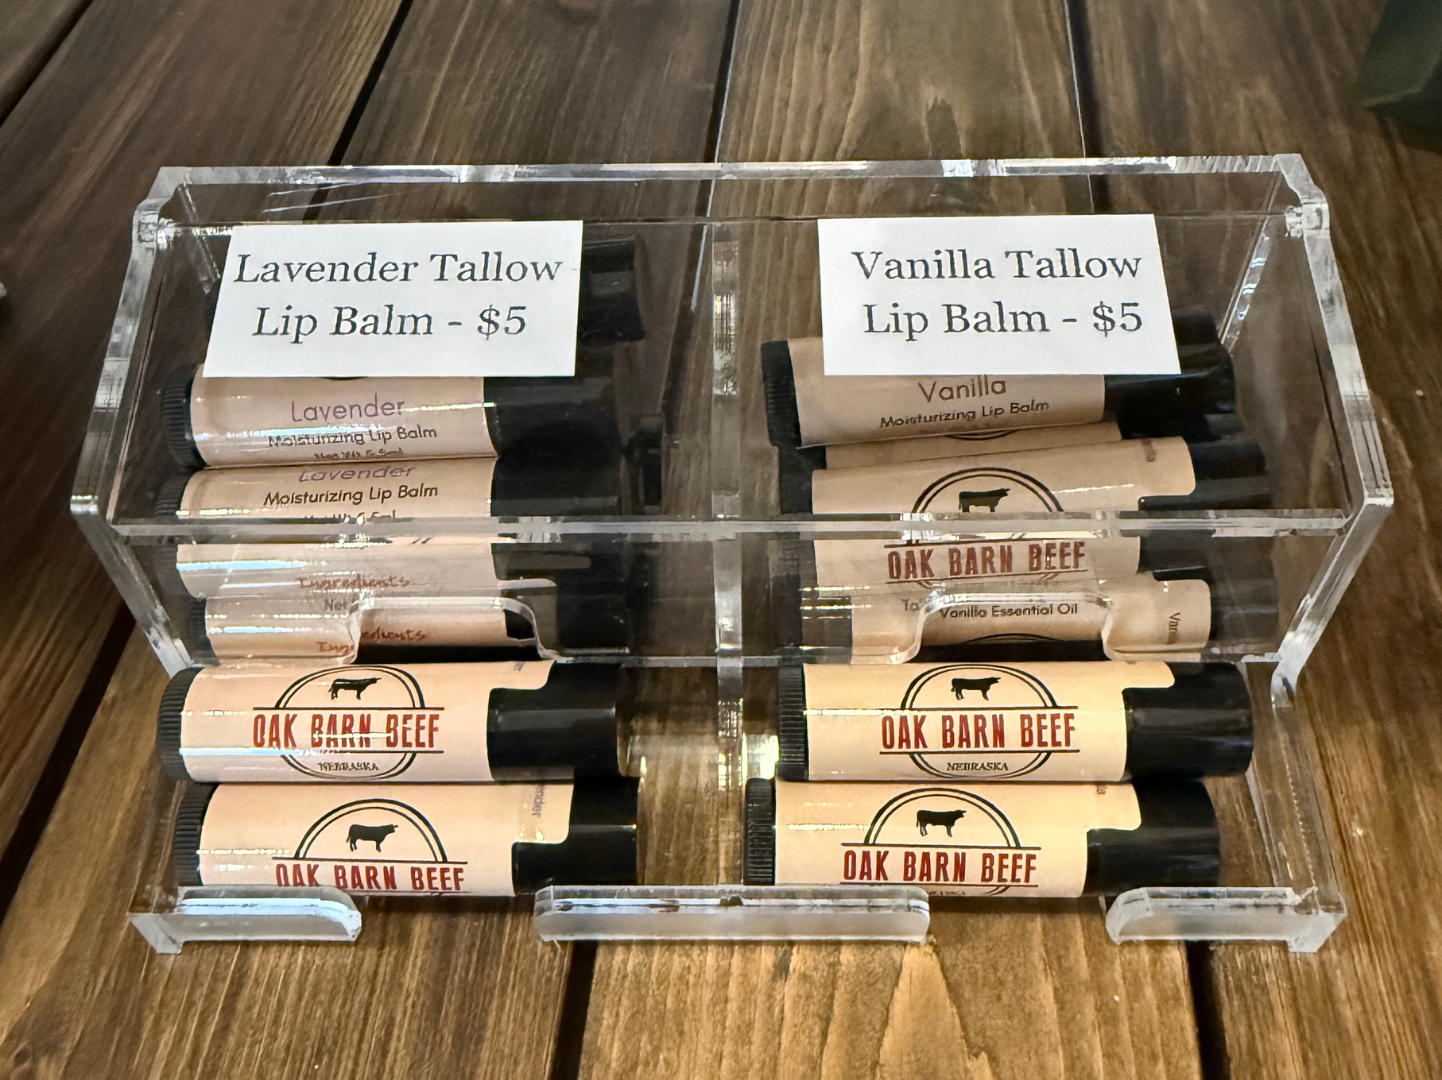 Lavender Tallow
Lip Balm - $5
Vanilla Tallow
Lip Balm - $5
Lavender
Moisturizing Lip Balm
Lavender
Moisturizing Lip Balm
Ingredients
Net
Ingredients
OAK BARN BEEF
NEBRASKA
OAK BARN BEEF
Vanilla
Moisturizing Lip Balm
OAK BARN BEEF
Vanilla Essential Oil
OAK BARN BEEF
NEBRASKA
OAK BARN BEEF